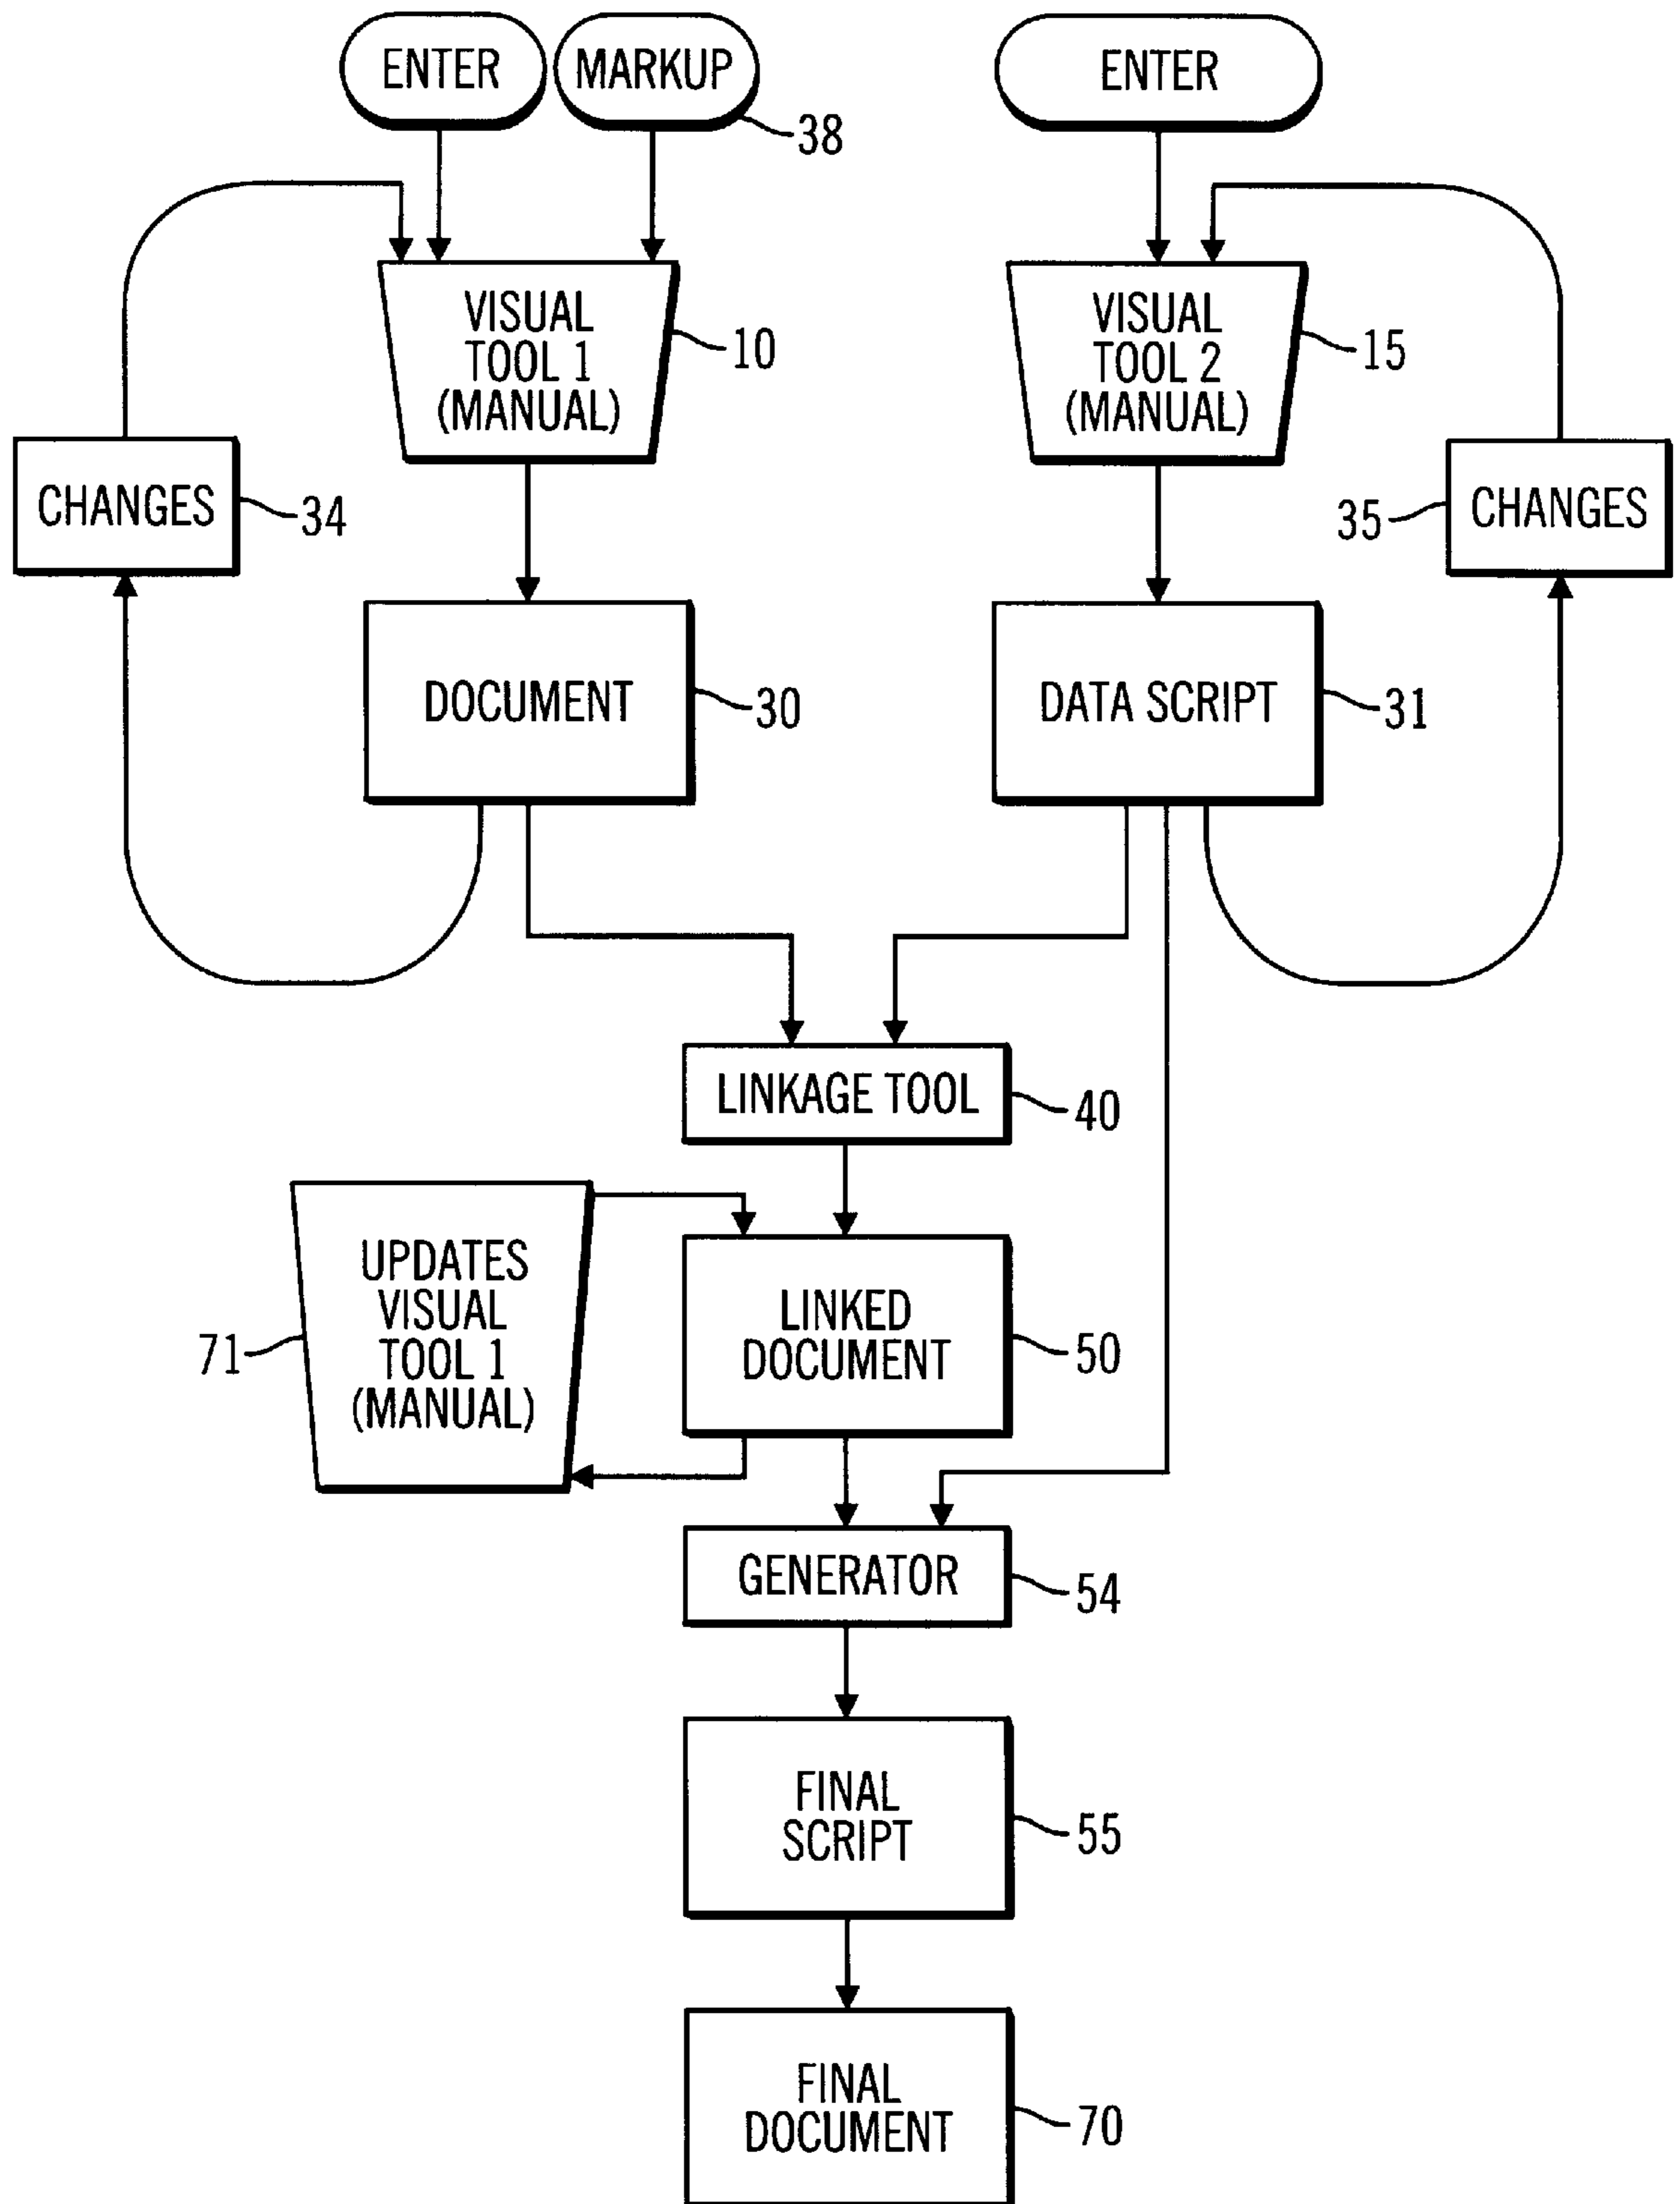 ENTER
MARKUP
38
ENTER
VISUAL
TOOL 1
(MANUAL)
10
VISUAL
TOOL 2
(MANUAL)
15
CHANGES
34
35
CHANGES
DOCUMENT
30
DATA SCRIPT
31
LINKAGE TOOL
40
UPDATES
VISUAL
TOOL 1
(MANUAL)
71
LINKED
DOCUMENT
50
GENERATOR
54
FINAL
SCRIPT
55
FINAL
DOCUMENT
70